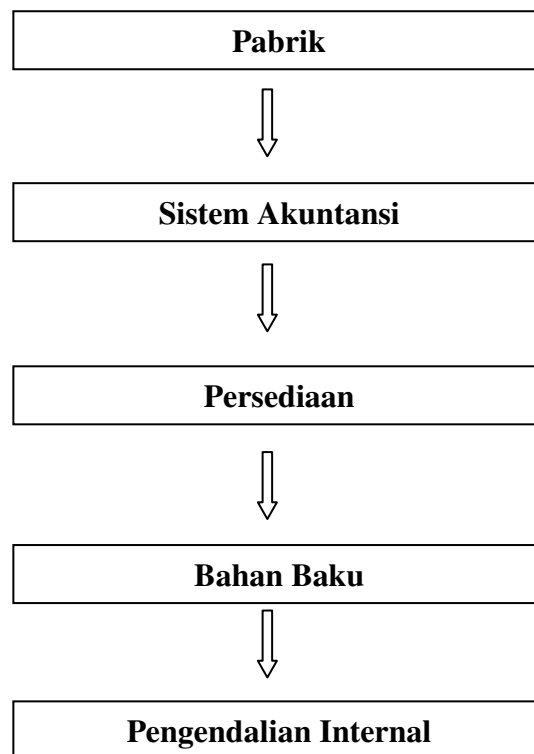 Pabrik
Sistem Akuntansi
Persediaan
Bahan Baku
Pengendalian Internal